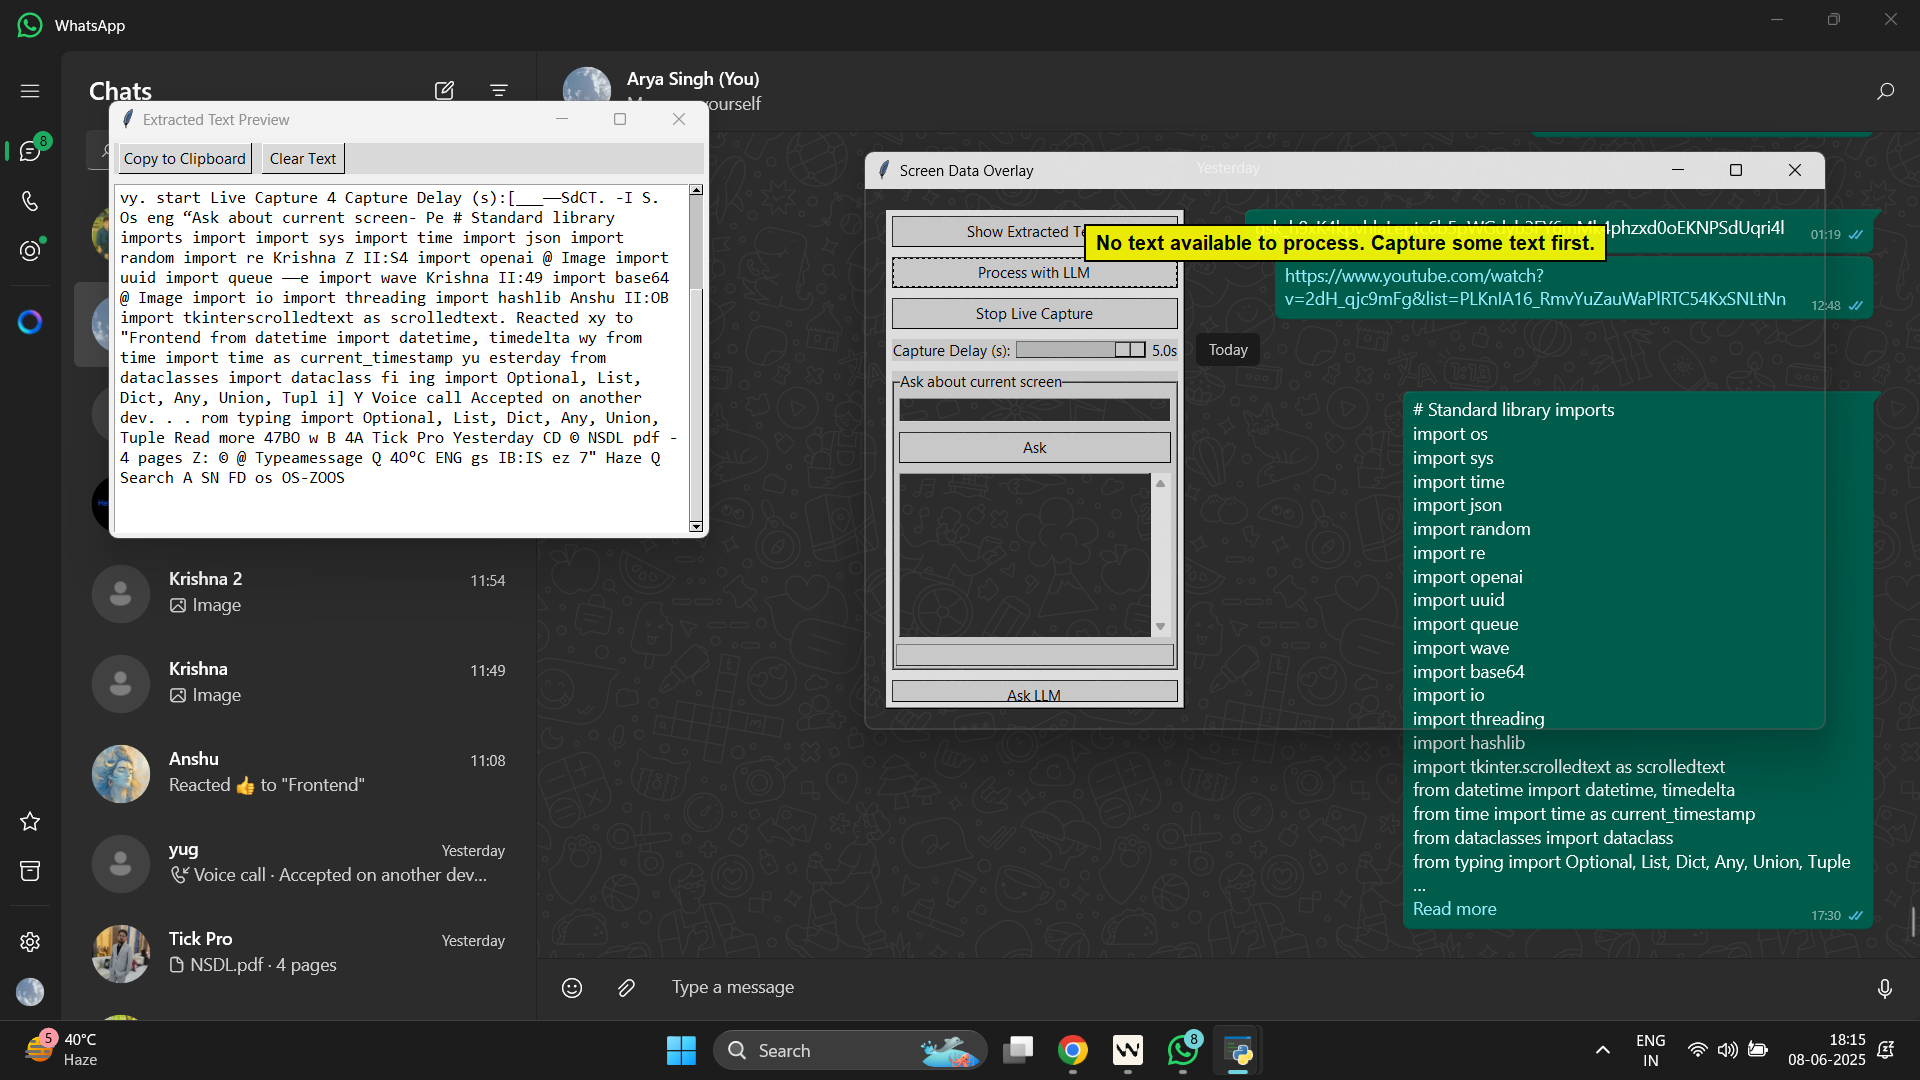 WhatsApp
Chats
8
Arya Singh (You)
yourself
Extracted Text Preview
Copy to Clipboard
Clear Text
vy. start Live Capture 4 Capture Delay (s):[___——SdCT. -I S.
Os eng “Ask about current screen- Pe # Standard library
imports import import sys import time import json import
random import re Krishna Z II:S4 import openai @ Image import
uuid import queue ——e import wave Krishna II:49 import base64
@ Image import io import threading import hashlib Anshu II:OB
import tkinterscrolledtext as scrolledtext. Reacted xy to
"Frontend from datetime import datetime, timedelta wy from
time import time as current_timestamp yu esterday from
dataclasses import dataclass fi ing import Optional, List,
Dict, Any, Union, Tupl i] Y Voice call Accepted on another
dev. . . rom typing import Optional, List, Dict, Any, Union,
Tuple Read more 47BO w B 4A Tick Pro Yesterday CD © NSDL pdf -
4 pages Z: © @ Typeamessage Q 4O°C ENG gs IB:IS ez 7" Haze Q
Search A SN FD os OS-ZOOS
Krishna 2
11:54
Image
Krishna
11:49
Image
Anshu
11:08
Reacted 👍 to "Frontend"
yug
Yesterday
Voice call · Accepted on another dev...
Tick Pro
Yesterday
NSDL.pdf · 4 pages
Screen Data Overlay
Yesterday
Show Extracted Te
No text available to process. Capture some text first.
01:19
Process with LLM
Stop Live Capture
Capture Delay (s):
5.0s
Ask about current screen
Ask
Ask LLM
https://www.youtube.com/watch?
v=2dH_qjc9mFg&list=PLKnIA16_RmvYuZauWaPlRTC54KxSNLtNn
12:48
Today
# Standard library imports
import os
import sys
import time
import json
import random
import re
import openai
import uuid
import queue
import wave
import base64
import io
import threading
import hashlib
import tkinter.scrolledtext as scrolledtext
from datetime import datetime, timedelta
from time import time as current_timestamp
from dataclasses import dataclass
from typing import Optional, List, Dict, Any, Union, Tuple
...
Read more
17:30
Type a message
5
40°C
Haze
Search
8
ENG
IN
18:15
08-06-2025